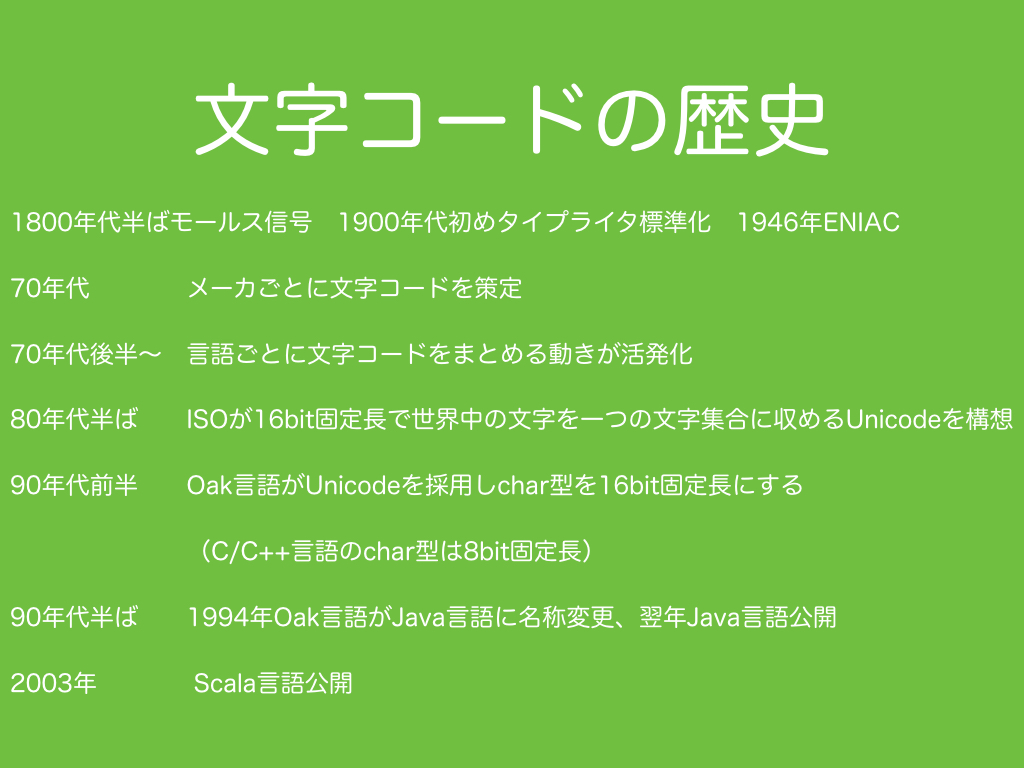 文字コードの歴史
1800年代半ばモールス信号　1900年代初めタイプライタ標準化　1946年ENIAC
70年代　　　　メーカごとに文字コードを策定
70年代後半〜　言語ごとに文字コードをまとめる動きが活発化
80年代半ば　　ISOが16bit固定長で世界中の文字を一つの文字集合に収めるUnicodeを構想
90年代前半　　Oak言語がUnicodeを採用しchar型を16bit固定長にする
（C/C++言語のchar型は8bit固定長）
90年代半ば　　1994年Oak言語がJava言語に名称変更、翌年Java言語公開
2003年　　　　Scala言語公開